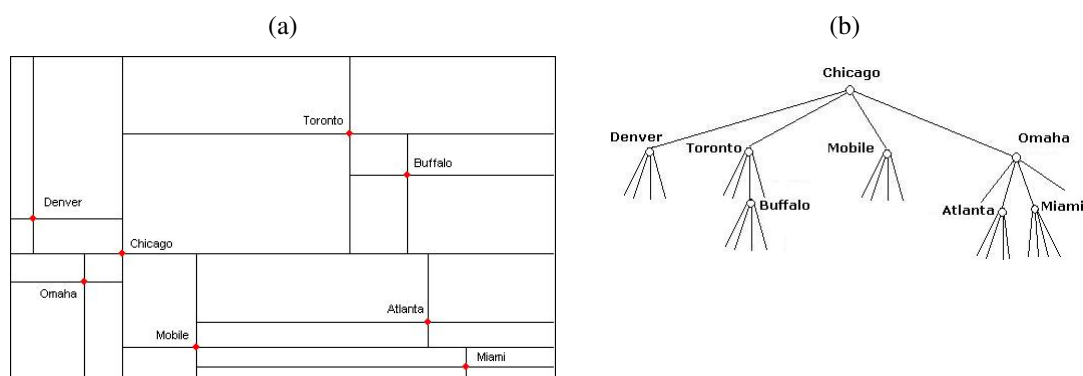 (a)
(b)
Toronto
Buffalo
Denver
Chicago
Omaha
Atlanta
Mobile
Miami
Chicago
Denver
Toronto
Mobile
Omaha
Buffalo
Atlanta
Miami